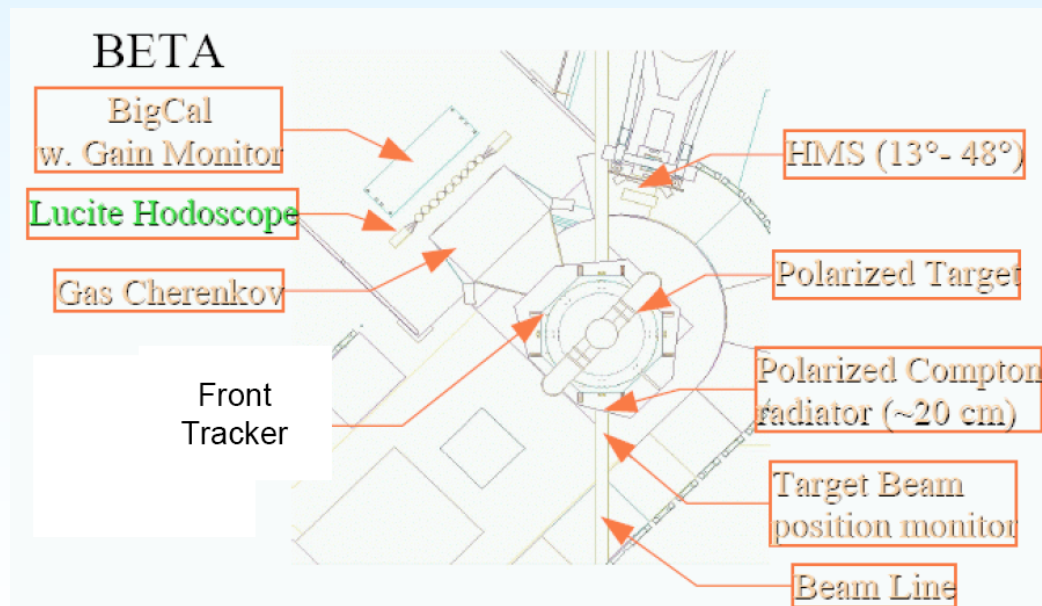 BETA
BigCal
w. Gain Monitor
Lucite Hodoscope
Gas Cherenkov
Front
Tracker
HMS (13°- 48°)
Polarized Target
Polarized Compton
radiator (~20 cm)
Target Beam
position monitor
Beam Line